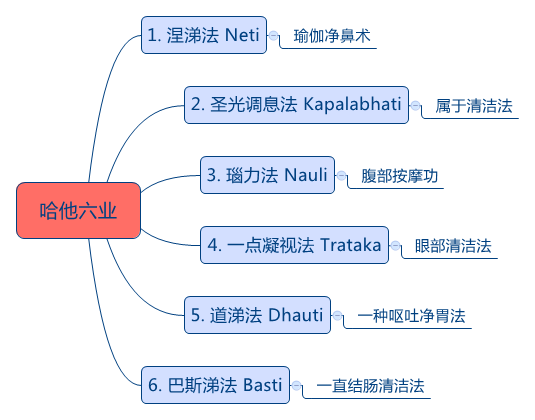 哈他六业
1. 涅涕法 Neti
瑜伽净鼻术
2. 圣光调息法 Kapalabhati
属于清洁法
3. 瑙力法 Nauli
腹部按摩功
4. 一点凝视法 Trataka
眼部清洁法
5. 道涕法 Dhauti
一种呕吐净胃法
6. 巴斯涕法 Basti
一直结肠清洁法